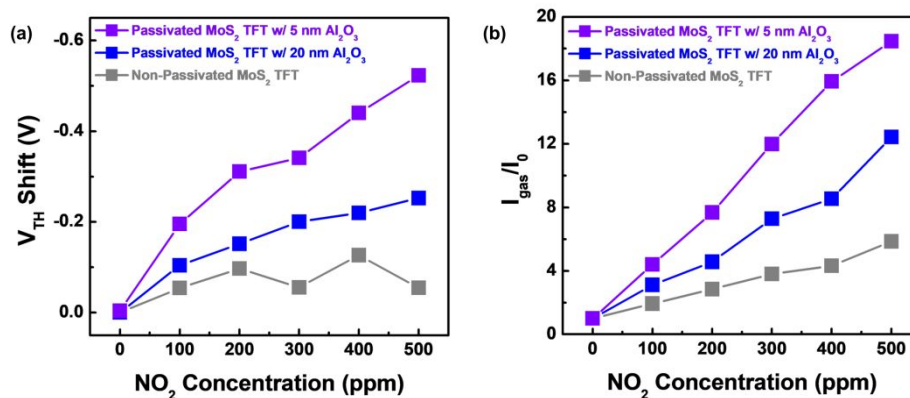 (a)
Passivated MoS₂ TFT w/ 5 nm Al₂O₃
Passivated MoS₂ TFT w/ 20 nm Al₂O₃
Non-Passivated MoS₂ TFT
V_TH Shift (V)
-0.6
-0.4
-0.2
0.0
0 100 200 300 400 500
NO₂ Concentration (ppm)
(b)
Passivated MoS₂ TFT w/ 5 nm Al₂O₃
Passivated MoS₂ TFT w/ 20 nm Al₂O₃
Non-Passivated MoS₂ TFT
I_gas/I₀
20
16
12
8
4
0
0 100 200 300 400 500
NO₂ Concentration (ppm)